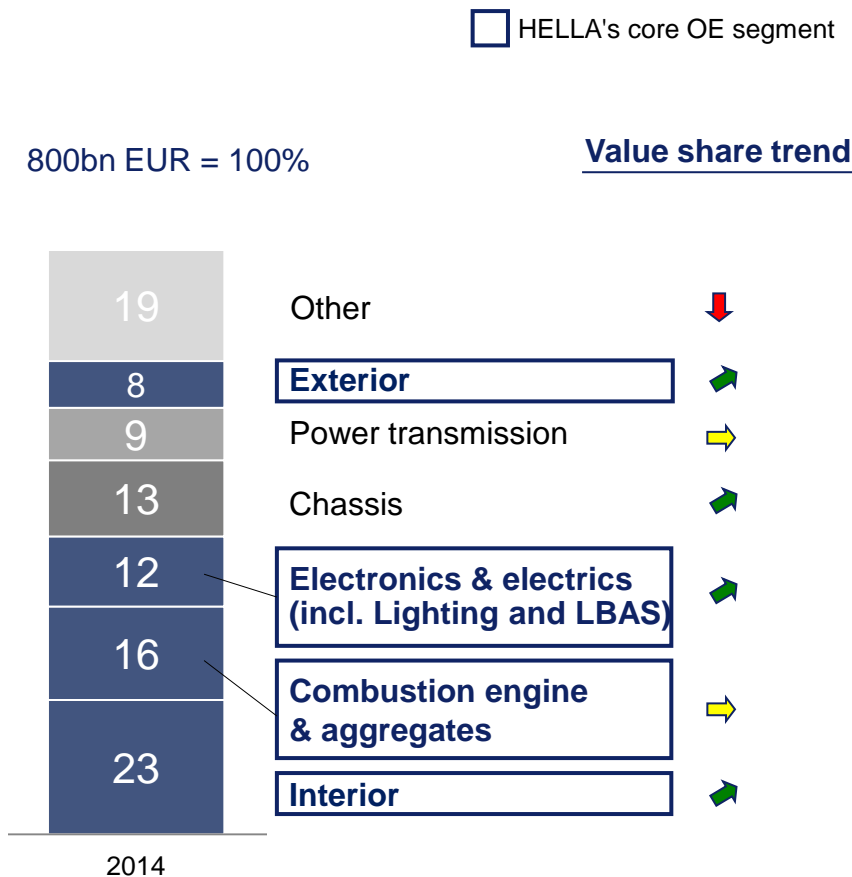 HELLA's core OE segment
800bn EUR = 100%
Value share trend
19
Other
8
Exterior
9
Power transmission
13
Chassis
12
Electronics & electrics
(incl. Lighting and LBAS)
16
Combustion engine
& aggregates
23
Interior
2014